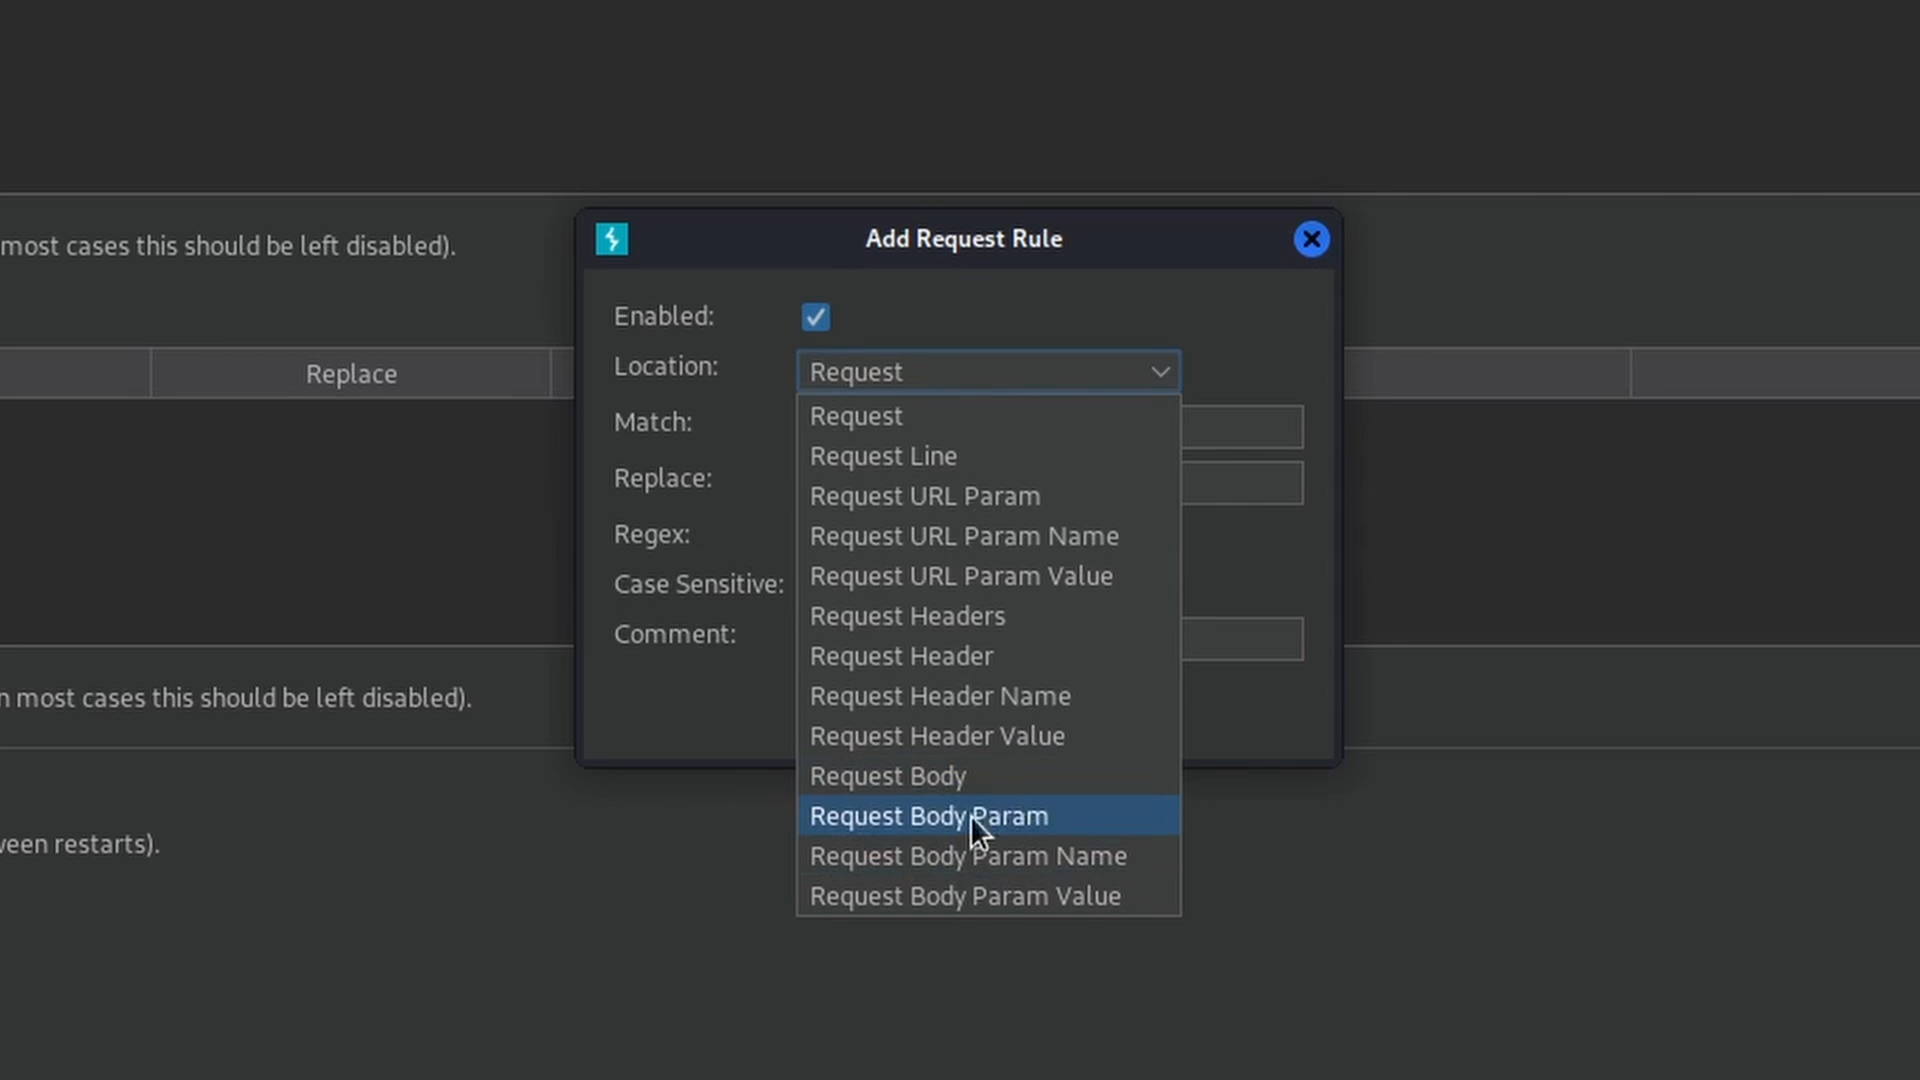 most cases this should be left disabled).
Replace
n most cases this should be left disabled).
een restarts).
Add Request Rule
Enabled:
Location:
Request
Match:
Replace:
Regex:
Case Sensitive:
Comment:
Request
Request Line
Request URL Param
Request URL Param Name
Request URL Param Value
Request Headers
Request Header
Request Header Name
Request Header Value
Request Body
Request Body Param
Request Body Param Name
Request Body Param Value